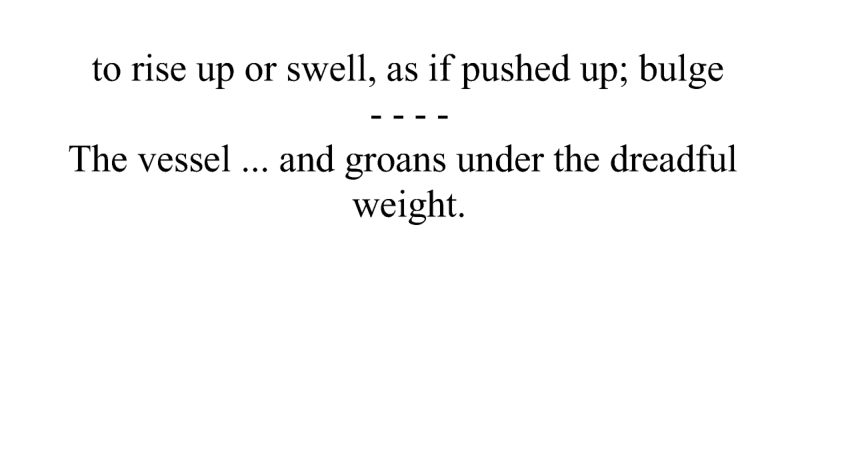 to rise up or swell, as if pushed up; bulge
- - - -
The vessel ... and groans under the dreadful
weight.